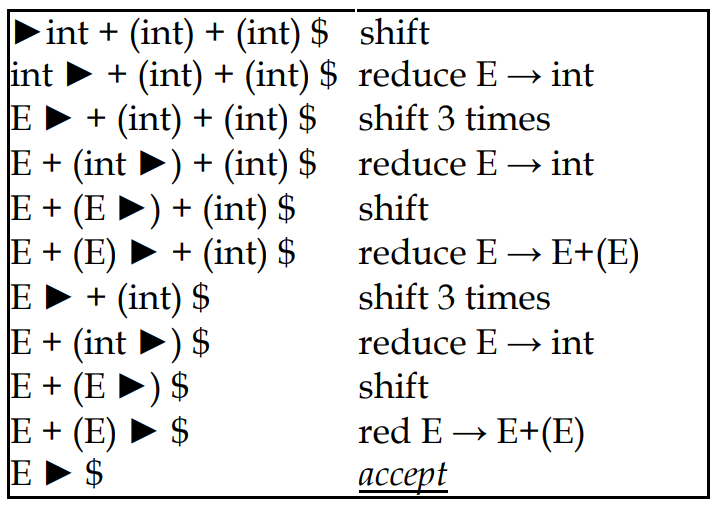 ►int + (int) + (int) $ shift
int ► + (int) + (int) $ reduce E → int
E ► + (int) + (int) $ shift 3 times
E + (int ►) + (int) $ reduce E → int
E + (E ►) + (int) $ shift
E + (E) ► + (int) $ reduce E → E+(E)
E ► + (int) $ shift 3 times
E + (int ►) $ reduce E → int
E + (E ►) $ shift
E + (E) ► $ red E → E+(E)
E ► $ accept